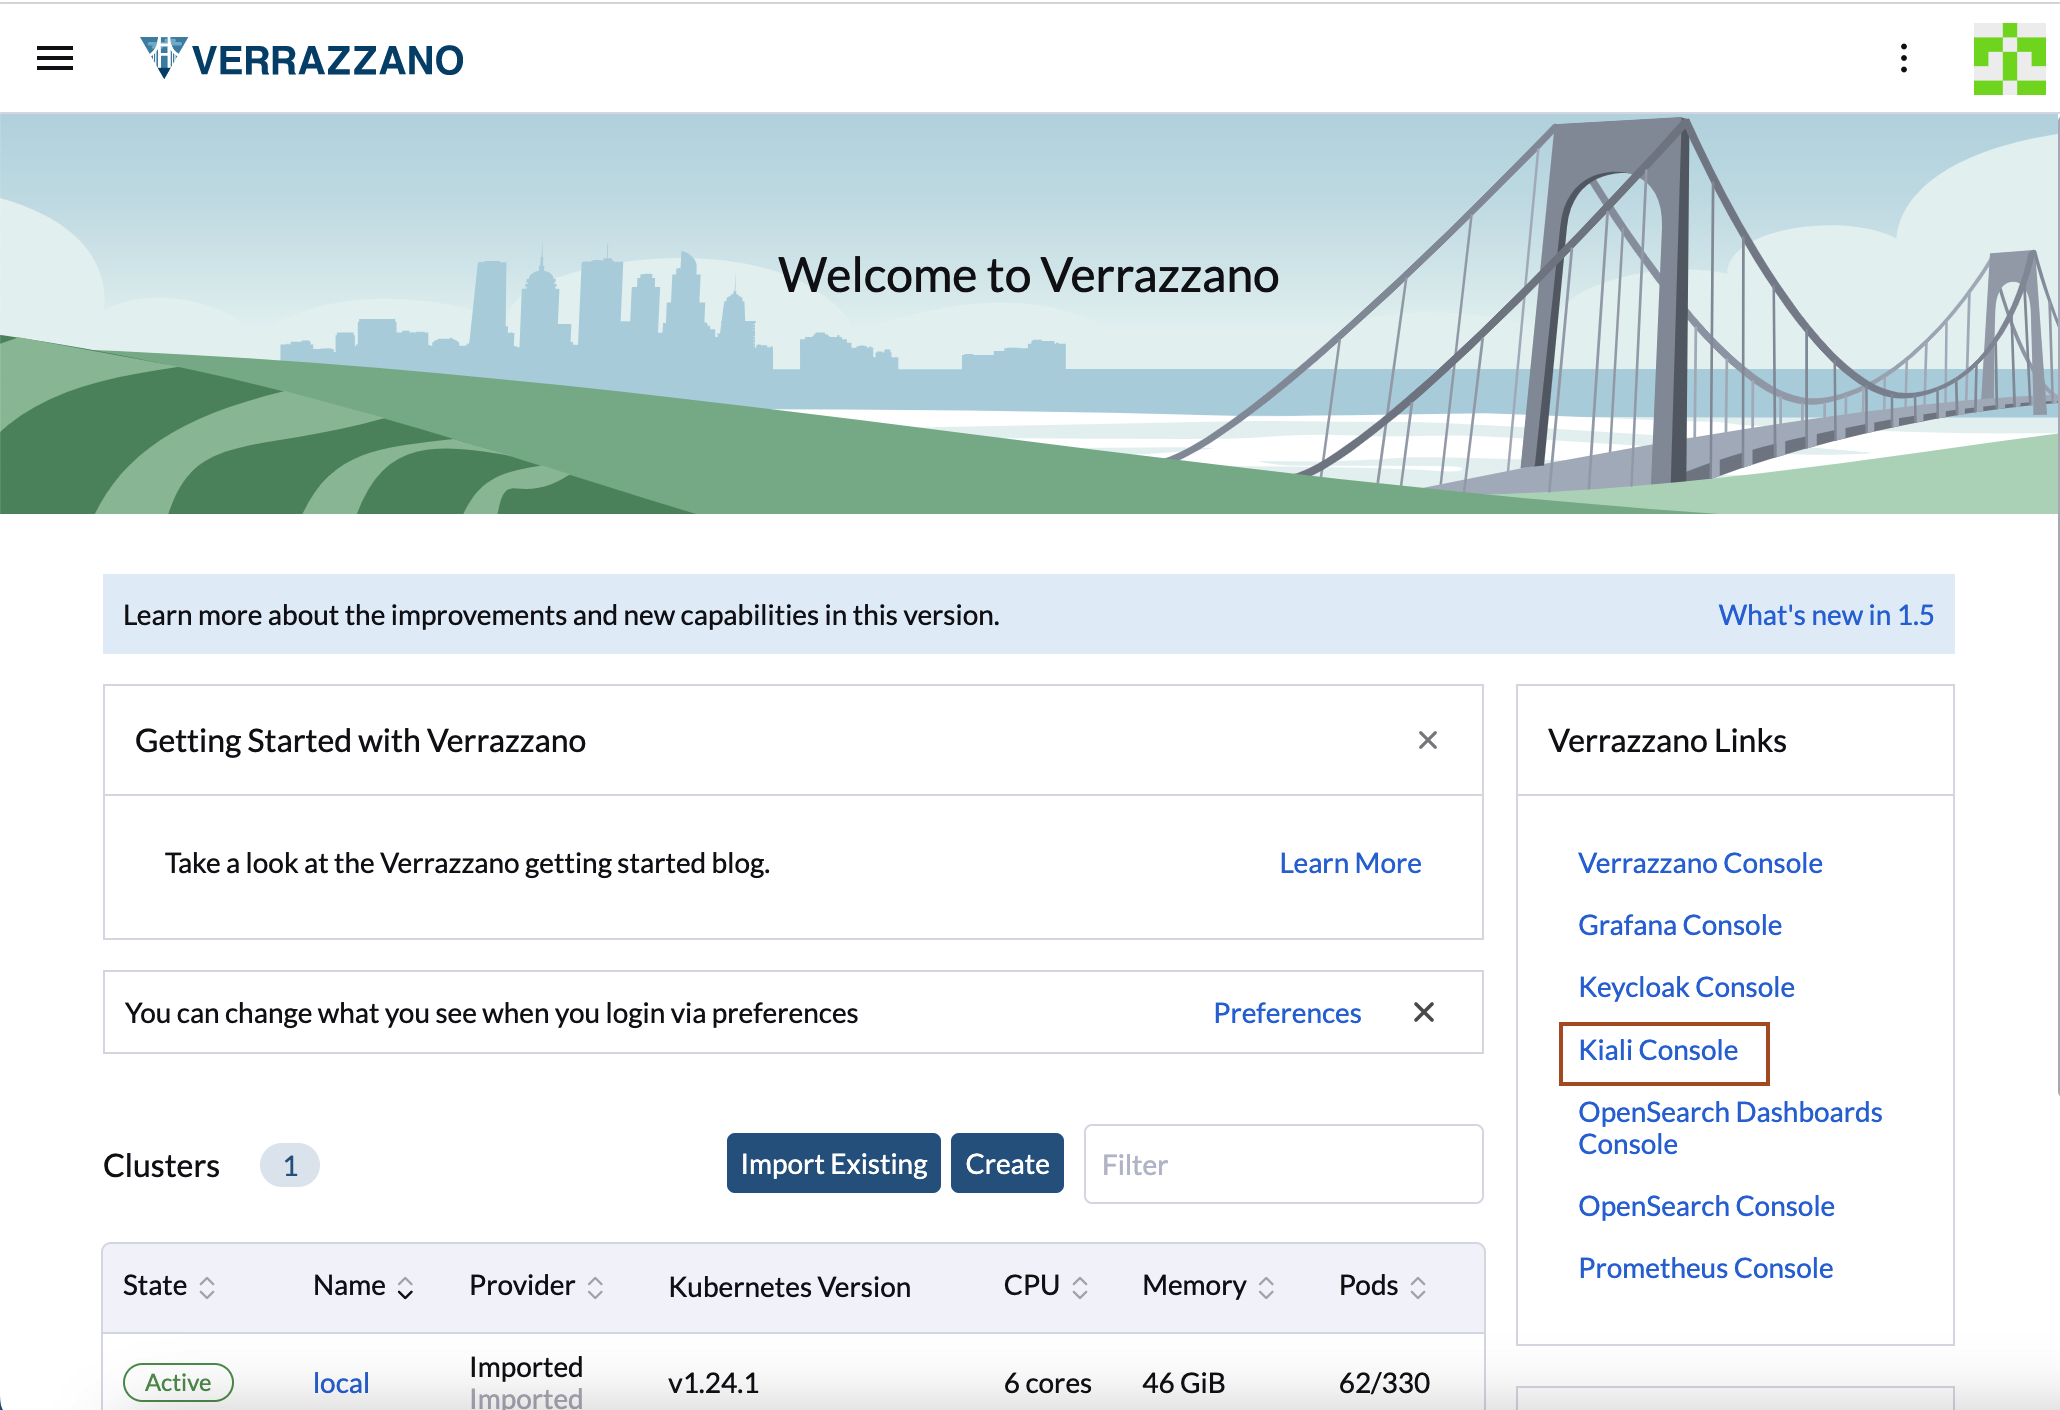 VERRAZZANO
Welcome to Verrazzano
Learn more about the improvements and new capabilities in this version.
What's new in 1.5
Getting Started with Verrazzano
Take a look at the Verrazzano getting started blog.
Learn More
You can change what you see when you login via preferences
Preferences
Clusters
1
Import Existing
Create
Filter
State
Name
Provider
Kubernetes Version
CPU
Memory
Pods
Active
local
Imported
Imported
v1.24.1
6 cores
46 GiB
62/330
Verrazzano Links
Verrazzano Console
Grafana Console
Keycloak Console
Kiali Console
OpenSearch Dashboards
Console
OpenSearch Console
Prometheus Console